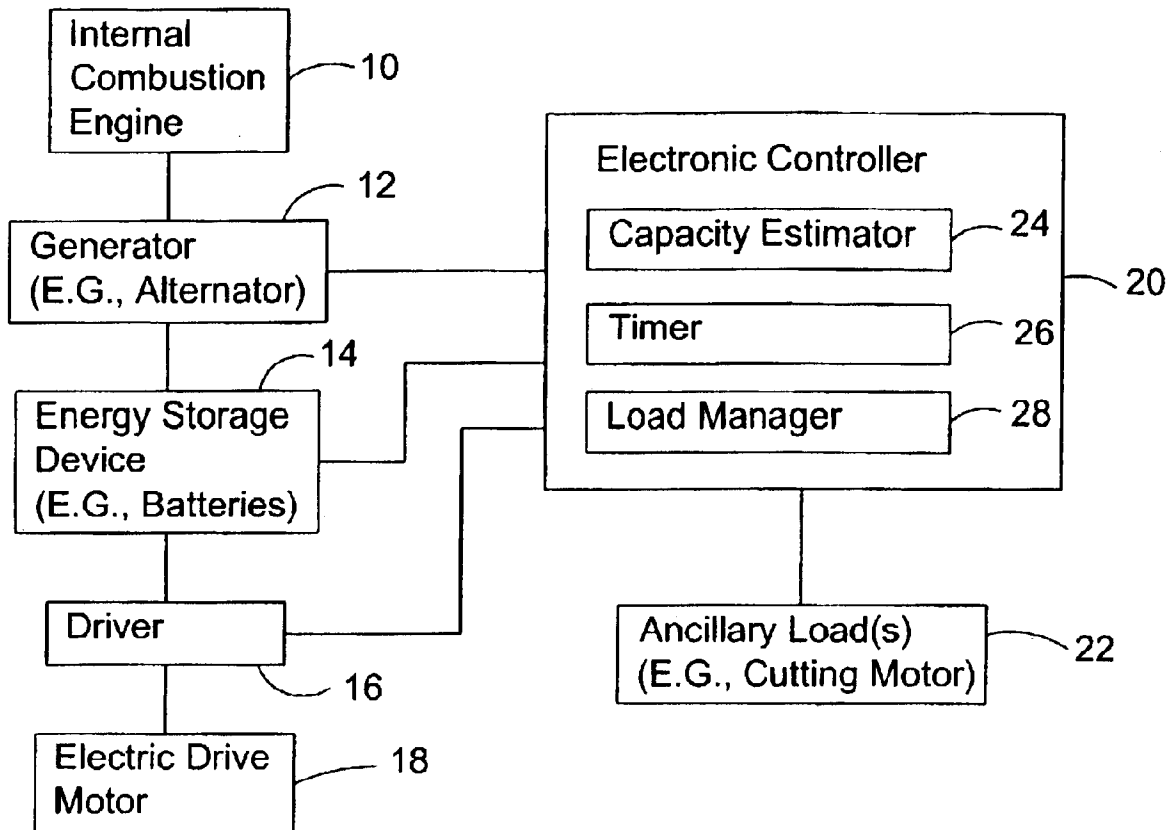 Internal
Combustion
Engine
10
12
Generator
(E.G., Alternator)
14
Energy Storage
Device
(E.G., Batteries)
Driver
16
Electric Drive
Motor
18
Electronic Controller
Capacity Estimator
24
Timer
26
Load Manager
28
20
Ancillary Load(s)
(E.G., Cutting Motor)
22